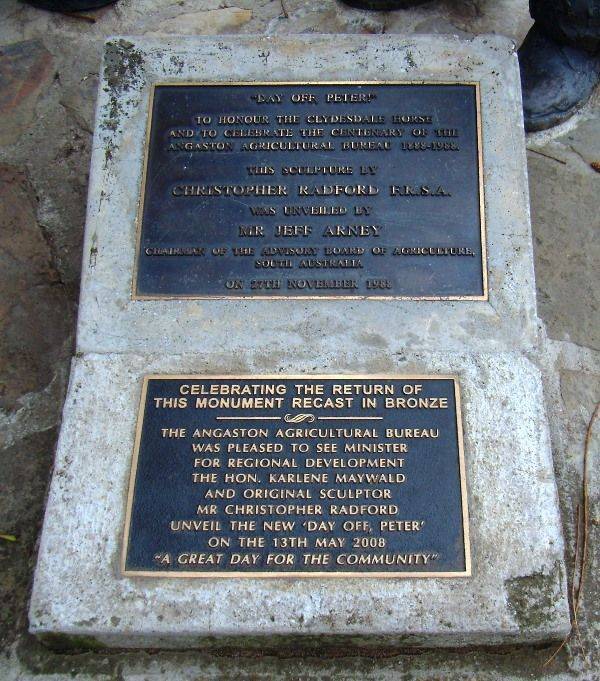 "DAY OFF, PETER!"
TO HONOUR THE CLYDESDALE HORSE
AND TO CELEBRATE THE CENTENARY OF THE
ANGASTON AGRICULTURAL BUREAU 1888-1988.
THIS SCULPTURE BY
CHRISTOPHER RADFORD F.K.S.A.
WAS UNVEILED BY
MR JEFF ARNEY
CHAIRMAN OF THE ADVISORY BOARD OF AGRICULTURE,
SOUTH AUSTRALIA
ON 27TH NOVEMBER 1988
CELEBRATING THE RETURN OF
THIS MONUMENT RECAST IN BRONZE
THE ANGASTON AGRICULTURAL BUREAU
WAS PLEASED TO SEE MINISTER
FOR REGIONAL DEVELOPMENT
THE HON. KARLENE MAYWALD
AND ORIGINAL SCULPTOR
MR CHRISTOPHER RADFORD
UNVEIL THE NEW 'DAY OFF, PETER'
ON THE 13TH MAY 2008
"A GREAT DAY FOR THE COMMUNITY"